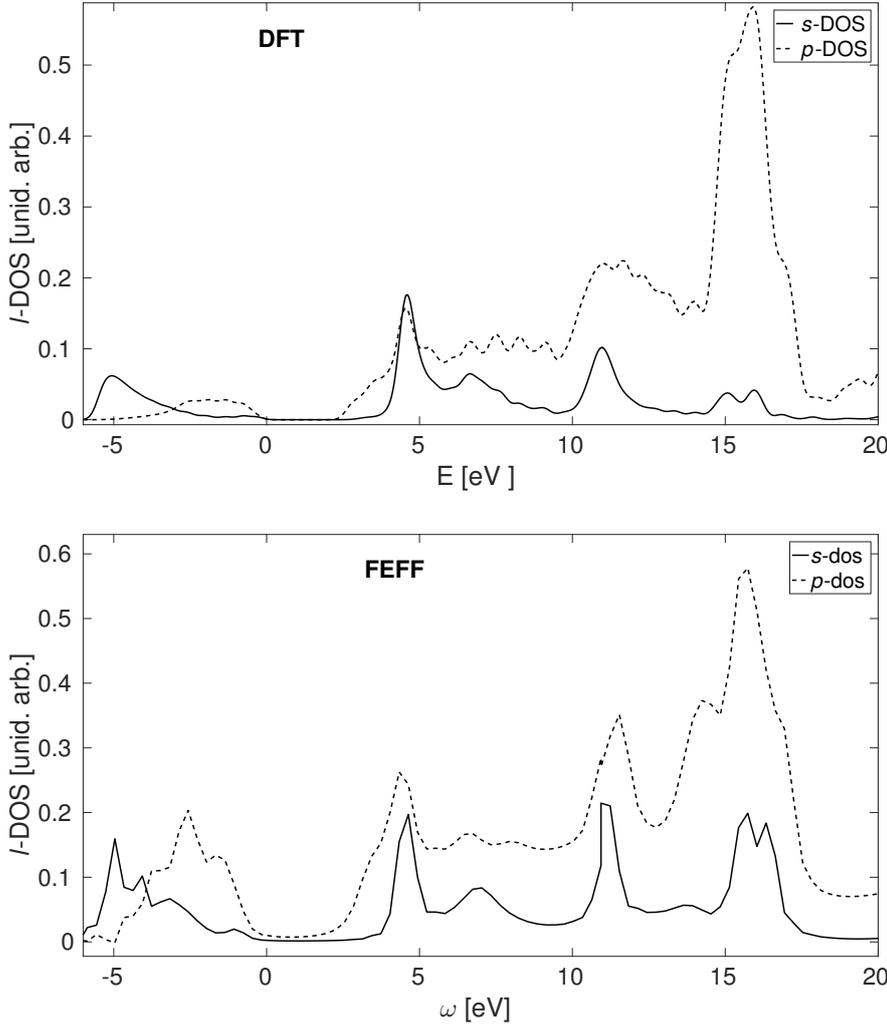 DFT
s-DOS
p-DOS
l-DOS [unid. arb.]
0.5
0.4
0.3
0.2
0.1
0
-5 0 5 10 15 20
E [eV ]
FEFF
s-dos
p-dos
l-DOS [unid. arb.]
0.6
0.5
0.4
0.3
0.2
0.1
0
-5 0 5 10 15 20
ω [eV]